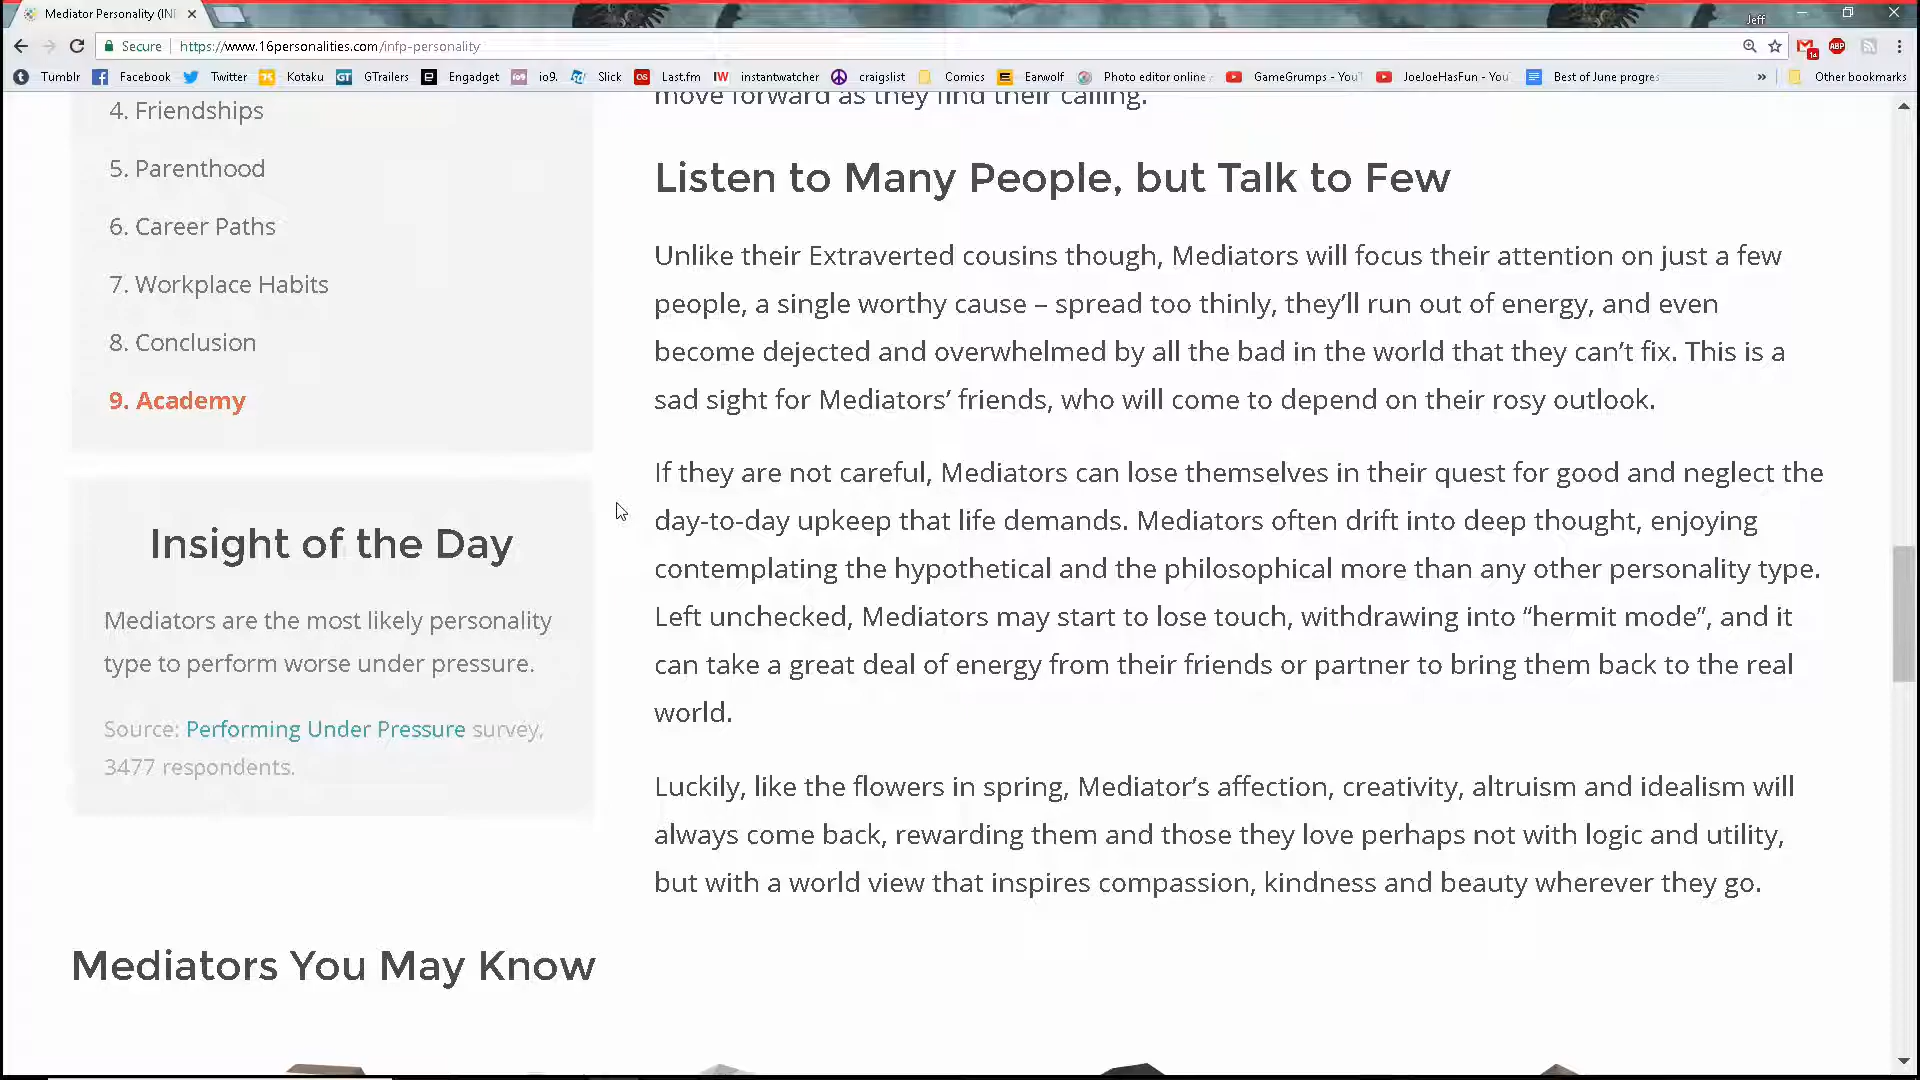 Mediator Personality (INF
Jeff
Secure
https://www.16personalities.com/infp-personality
Tumblr Facebook Twitter Kotaku GTrailers Engadget io9. Slick Last.fm instantwatcher craigslist Comics Earwolf Photo editor online GameGrumps - YouT JoeJoeHasFun - You Best of June progres » Other bookmarks
4. Friendships
5. Parenthood
6. Career Paths
7. Workplace Habits
8. Conclusion
9. Academy
Insight of the Day
Mediators are the most likely personality
type to perform worse under pressure.
Source: Performing Under Pressure survey,
3477 respondents.
move forward as they find their calling.
Listen to Many People, but Talk to Few
Unlike their Extraverted cousins though, Mediators will focus their attention on just a few
people, a single worthy cause – spread too thinly, they’ll run out of energy, and even
become dejected and overwhelmed by all the bad in the world that they can’t fix. This is a
sad sight for Mediators’ friends, who will come to depend on their rosy outlook.
If they are not careful, Mediators can lose themselves in their quest for good and neglect the
day-to-day upkeep that life demands. Mediators often drift into deep thought, enjoying
contemplating the hypothetical and the philosophical more than any other personality type.
Left unchecked, Mediators may start to lose touch, withdrawing into “hermit mode”, and it
can take a great deal of energy from their friends or partner to bring them back to the real
world.
Luckily, like the flowers in spring, Mediator’s affection, creativity, altruism and idealism will
always come back, rewarding them and those they love perhaps not with logic and utility,
but with a world view that inspires compassion, kindness and beauty wherever they go.
Mediators You May Know